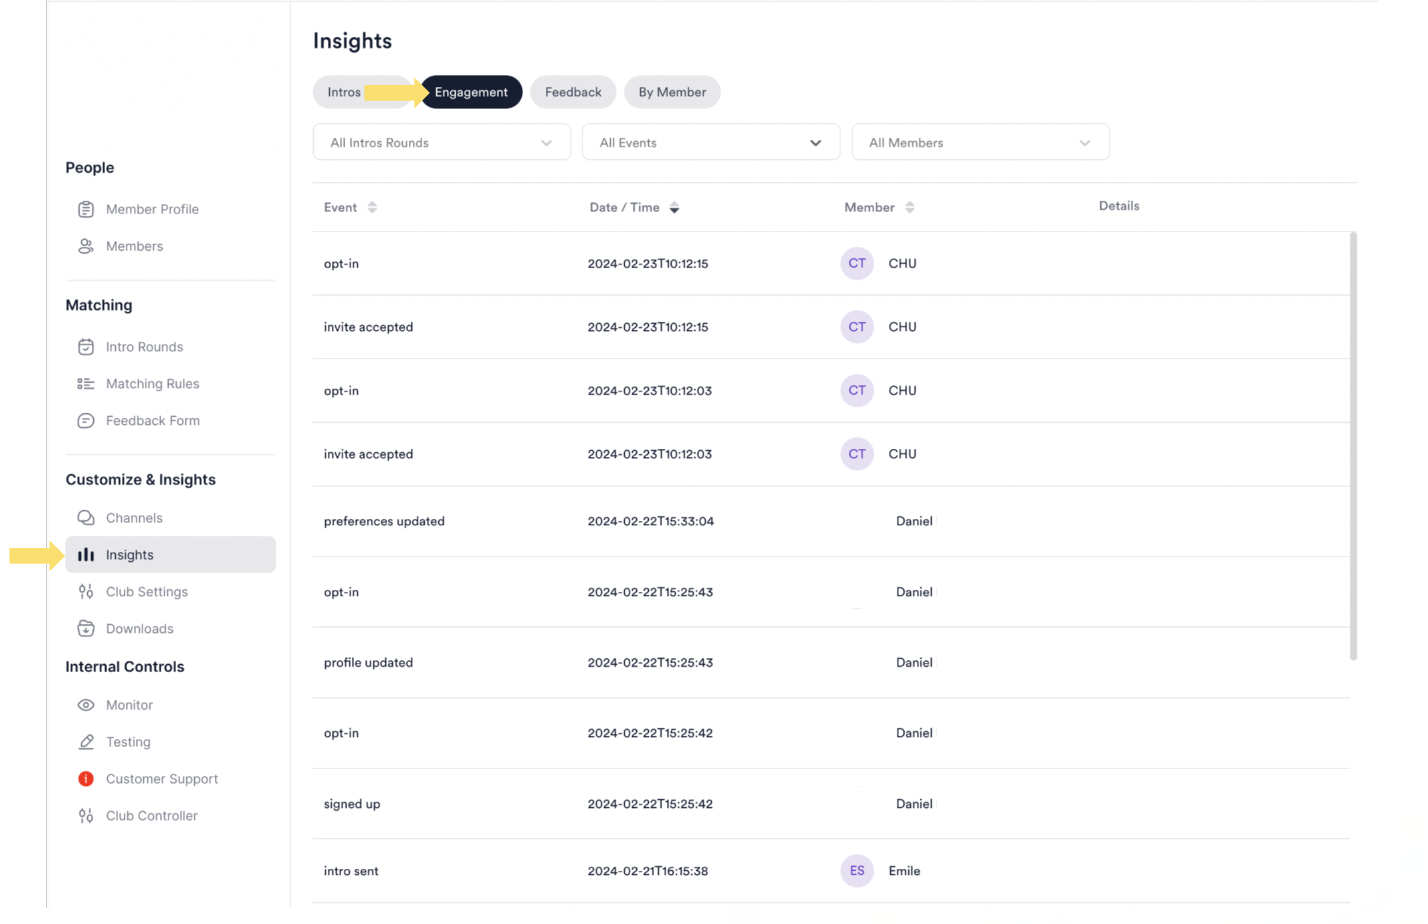 Insights
Intros Engagement Feedback By Member
All Intros Rounds All Events All Members
People
Member Profile
Members
Matching
Intro Rounds
Matching Rules
Feedback Form
Customize & Insights
Channels
Insights
Club Settings
Downloads
Internal Controls
Monitor
Testing
Customer Support
Club Controller
Event Date / Time Member Details
opt-in 2024-02-23T10:12:15 CT CHU
invite accepted 2024-02-23T10:12:15 CT CHU
opt-in 2024-02-23T10:12:03 CT CHU
invite accepted 2024-02-23T10:12:03 CT CHU
preferences updated 2024-02-22T15:33:04 Daniel
opt-in 2024-02-22T15:25:43 Daniel
profile updated 2024-02-22T15:25:43 Daniel
opt-in 2024-02-22T15:25:42 Daniel
signed up 2024-02-22T15:25:42 Daniel
intro sent 2024-02-21T16:15:38 ES Emile